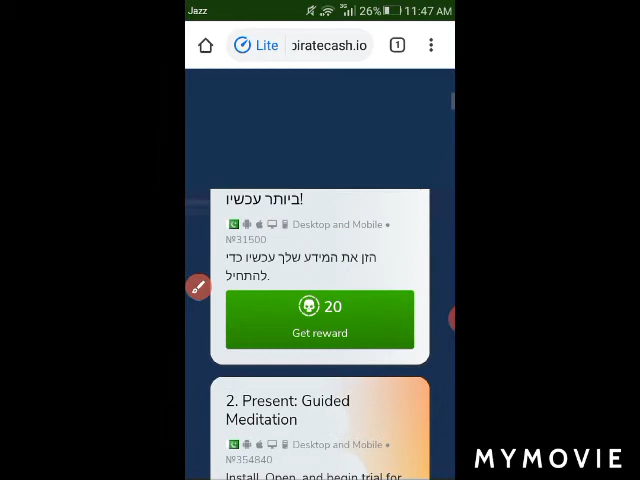 Jazz 3G 26% 11:47 AM
Lite piratecash.io 1
ביותר עכשיו!
Desktop and Mobile •
№31500
הזן את המידע שלך עכשיו כדי
להתחיל.
20
Get reward
2. Present: Guided
Meditation
Desktop and Mobile •
№354840
Install, Open, and begin trial for
MYMOVIE